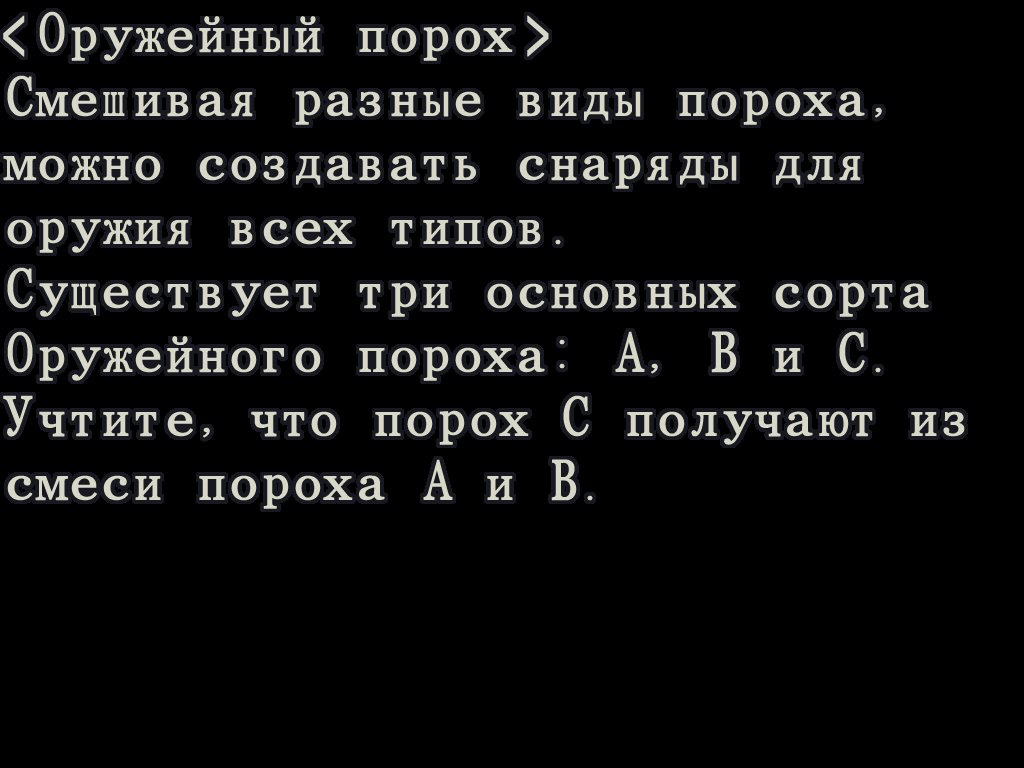 <Оружейный порох>
Смешивая разные виды пороха,
можно создавать снаряды для
оружия всех типов.
Существует три основных сорта
Оружейного пороха: A, B и C.
Учтите, что порох C получают из
смеси пороха A и B.